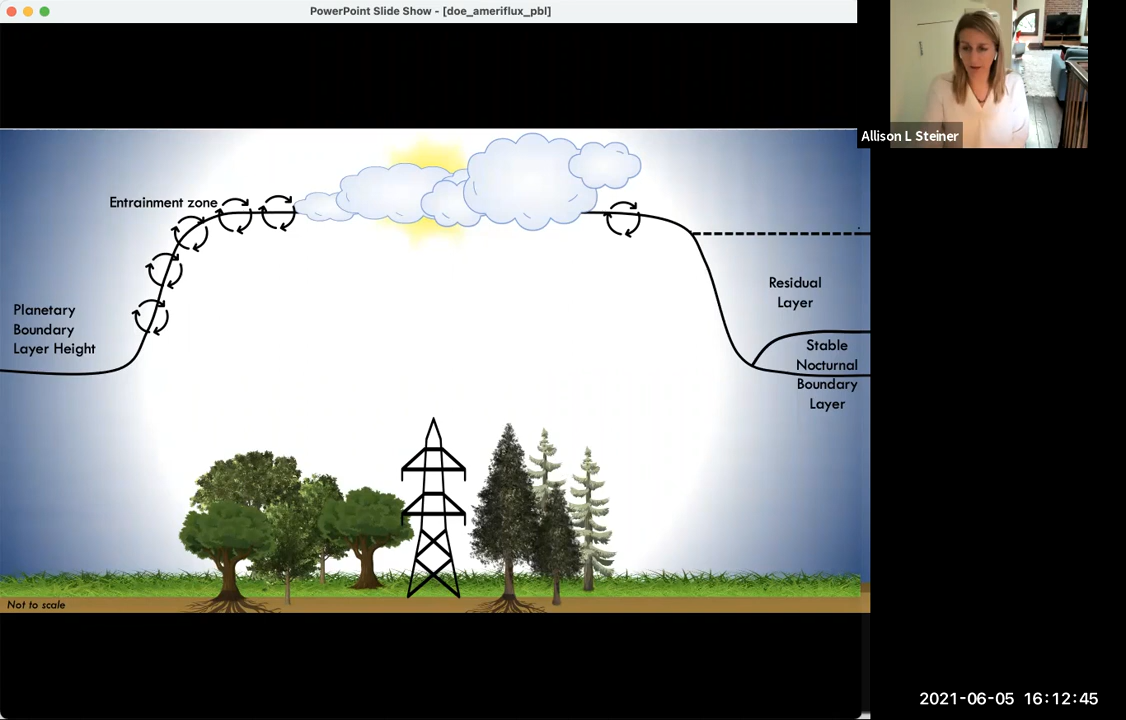 PowerPoint Slide Show - [doe_ameriflux_pbl]
Allison L Steiner
Entrainment zone
Planetary
Boundary
Layer Height
Residual
Layer
Stable
Nocturnal
Boundary
Layer
Not to scale
2021-06-05 16:12:45